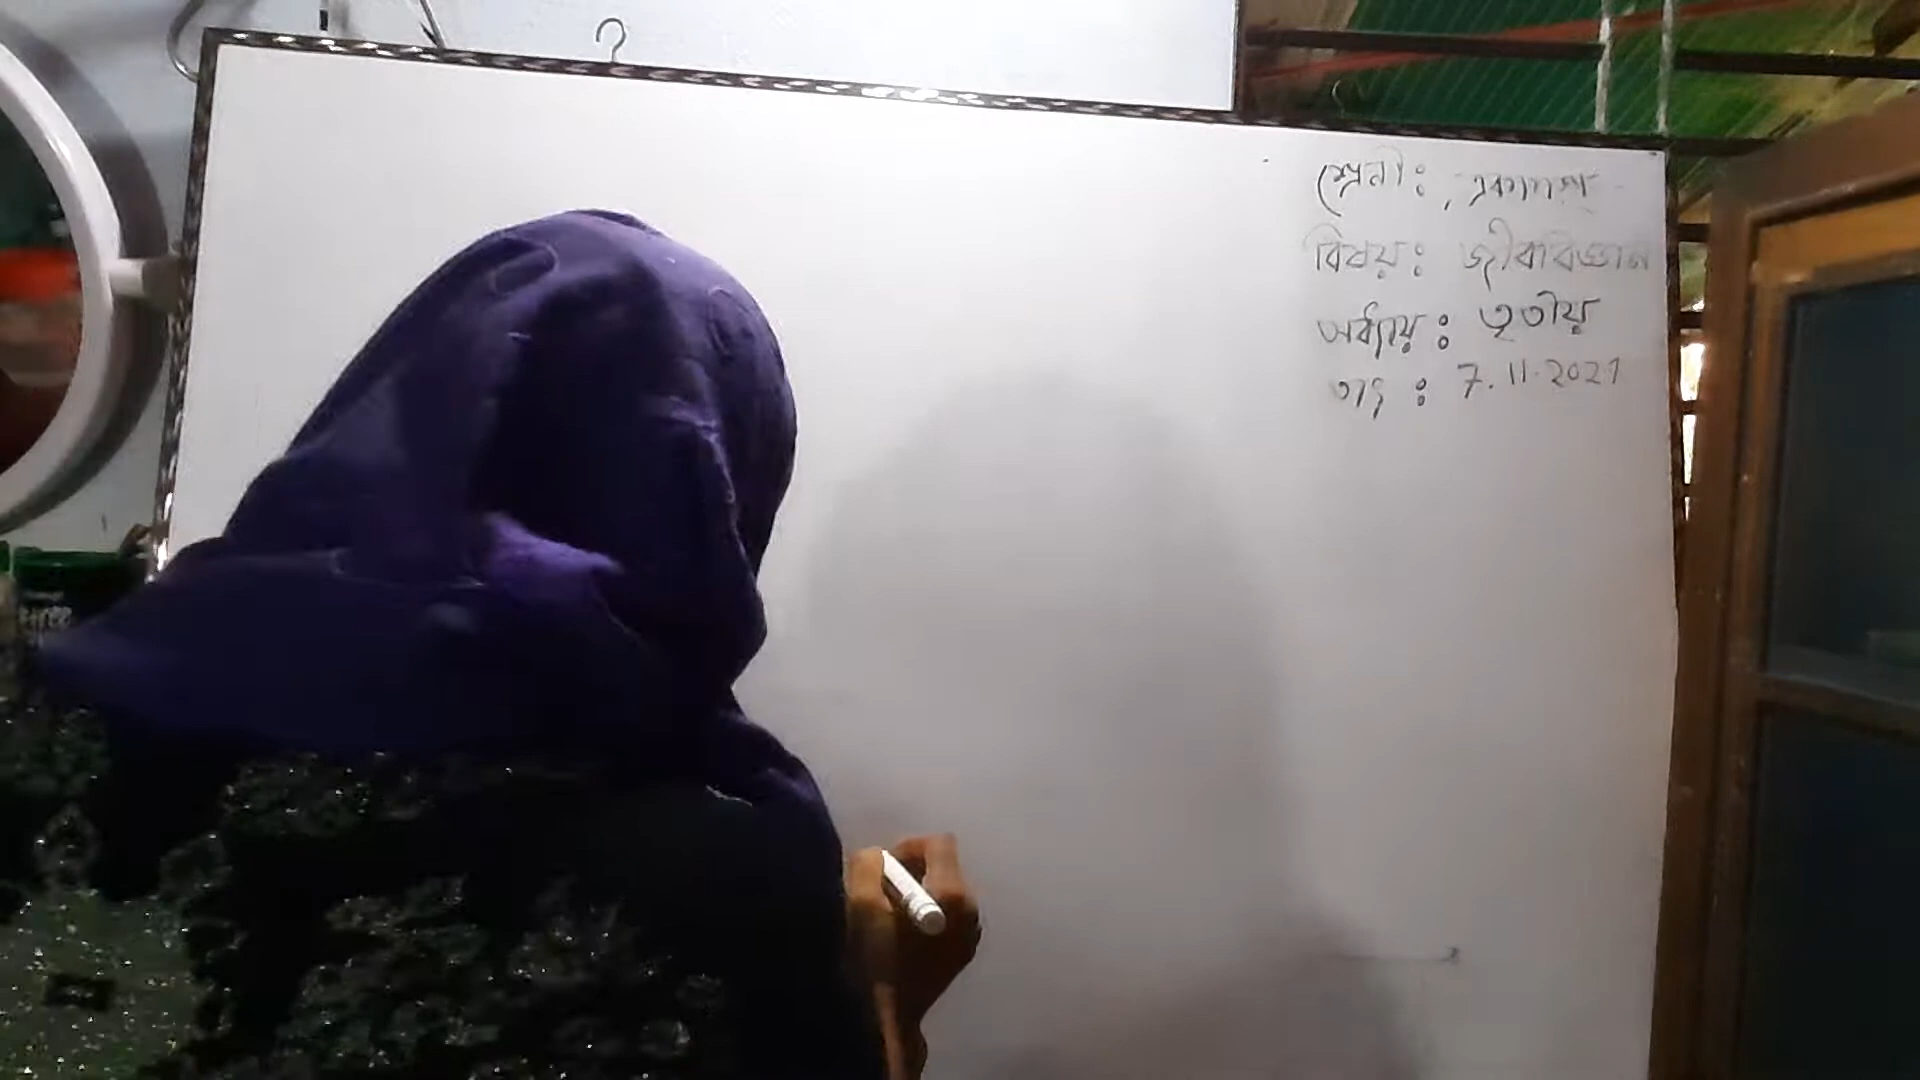 শ্রেনী : একাদশ
বিষয় : জীববিজ্ঞান
অধ্যায় : তৃতীয়
তাং : 7.11.2021